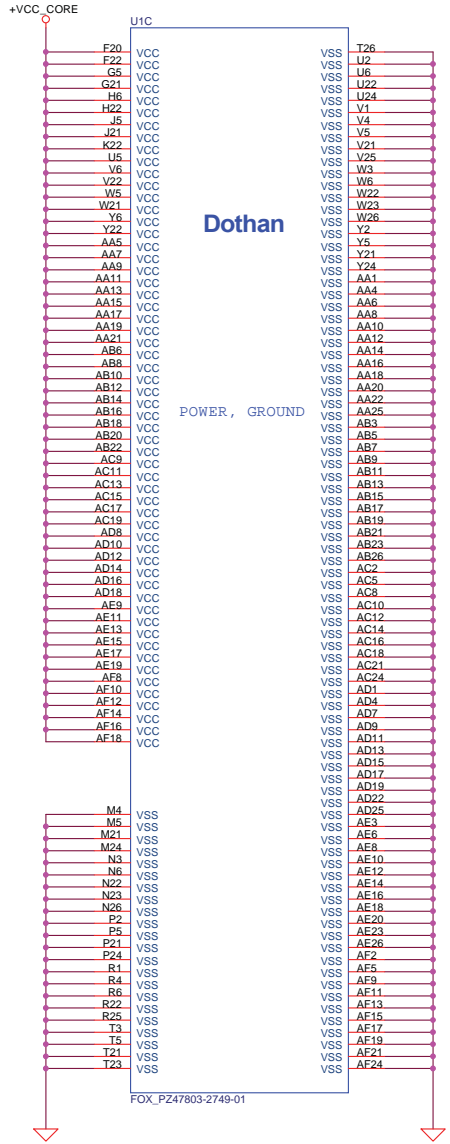 +VCC_CORE
U1C
F20 VCC
F22 VCC
G5 VCC
G21 VCC
H6 VCC
H22 VCC
J5 VCC
J21 VCC
K22 VCC
U5 VCC
V6 VCC
V22 VCC
W5 VCC
W21 VCC
Y6 VCC
Y22 VCC
AA5 VCC
AA7 VCC
AA9 VCC
AA11 VCC
AA13 VCC
AA15 VCC
AA17 VCC
AA19 VCC
AA21 VCC
AB6 VCC
AB8 VCC
AB10 VCC
AB12 VCC
AB14 VCC
AB16 VCC
AB18 VCC
AB20 VCC
AB22 VCC
AC9 VCC
AC11 VCC
AC13 VCC
AC15 VCC
AC17 VCC
AC19 VCC
AD8 VCC
AD10 VCC
AD12 VCC
AD14 VCC
AD16 VCC
AD18 VCC
AE9 VCC
AE11 VCC
AE13 VCC
AE15 VCC
AE17 VCC
AE19 VCC
AF8 VCC
AF10 VCC
AF12 VCC
AF14 VCC
AF16 VCC
AF18 VCC
M4 VSS
M5 VSS
M21 VSS
M24 VSS
N3 VSS
N6 VSS
N22 VSS
N23 VSS
N26 VSS
P2 VSS
P5 VSS
P21 VSS
P24 VSS
R1 VSS
R4 VSS
R6 VSS
R22 VSS
R25 VSS
T3 VSS
T5 VSS
T21 VSS
T23 VSS
Dothan
POWER, GROUND
VSS T26
VSS U2
VSS U6
VSS U22
VSS U24
VSS V1
VSS V4
VSS V5
VSS V21
VSS V25
VSS W3
VSS W6
VSS W22
VSS W23
VSS W26
VSS Y2
VSS Y5
VSS Y21
VSS Y24
VSS AA1
VSS AA4
VSS AA6
VSS AA8
VSS AA10
VSS AA12
VSS AA14
VSS AA16
VSS AA18
VSS AA20
VSS AA22
VSS AA25
VSS AB3
VSS AB5
VSS AB7
VSS AB9
VSS AB11
VSS AB13
VSS AB15
VSS AB17
VSS AB19
VSS AB21
VSS AB23
VSS AB26
VSS AC2
VSS AC5
VSS AC8
VSS AC10
VSS AC12
VSS AC14
VSS AC16
VSS AC18
VSS AC21
VSS AC24
VSS AD1
VSS AD4
VSS AD7
VSS AD9
VSS AD11
VSS AD13
VSS AD15
VSS AD17
VSS AD19
VSS AD22
VSS AD25
VSS AE3
VSS AE6
VSS AE8
VSS AE10
VSS AE12
VSS AE14
VSS AE16
VSS AE18
VSS AE20
VSS AE23
VSS AE26
VSS AF2
VSS AF5
VSS AF9
VSS AF11
VSS AF13
VSS AF15
VSS AF17
VSS AF19
VSS AF21
VSS AF24
FOX_PZ47803-2749-01